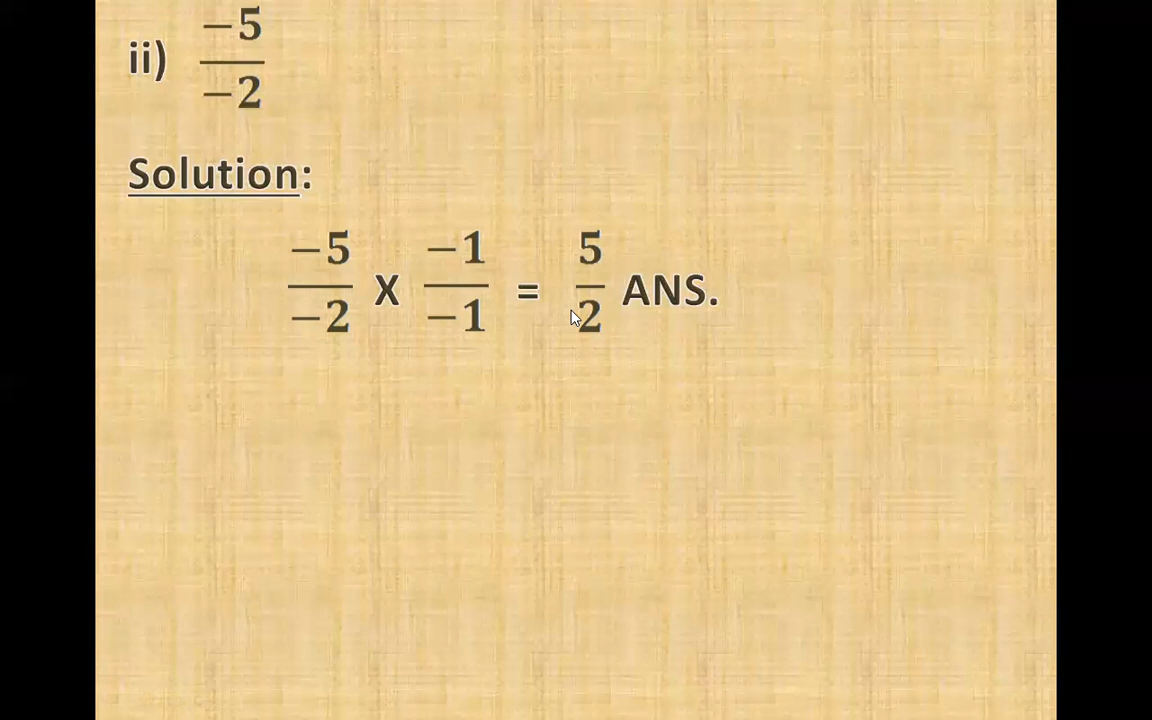 ii) −5/−2
Solution:
−5/−2 X −1/−1 = 5/2 ANS.